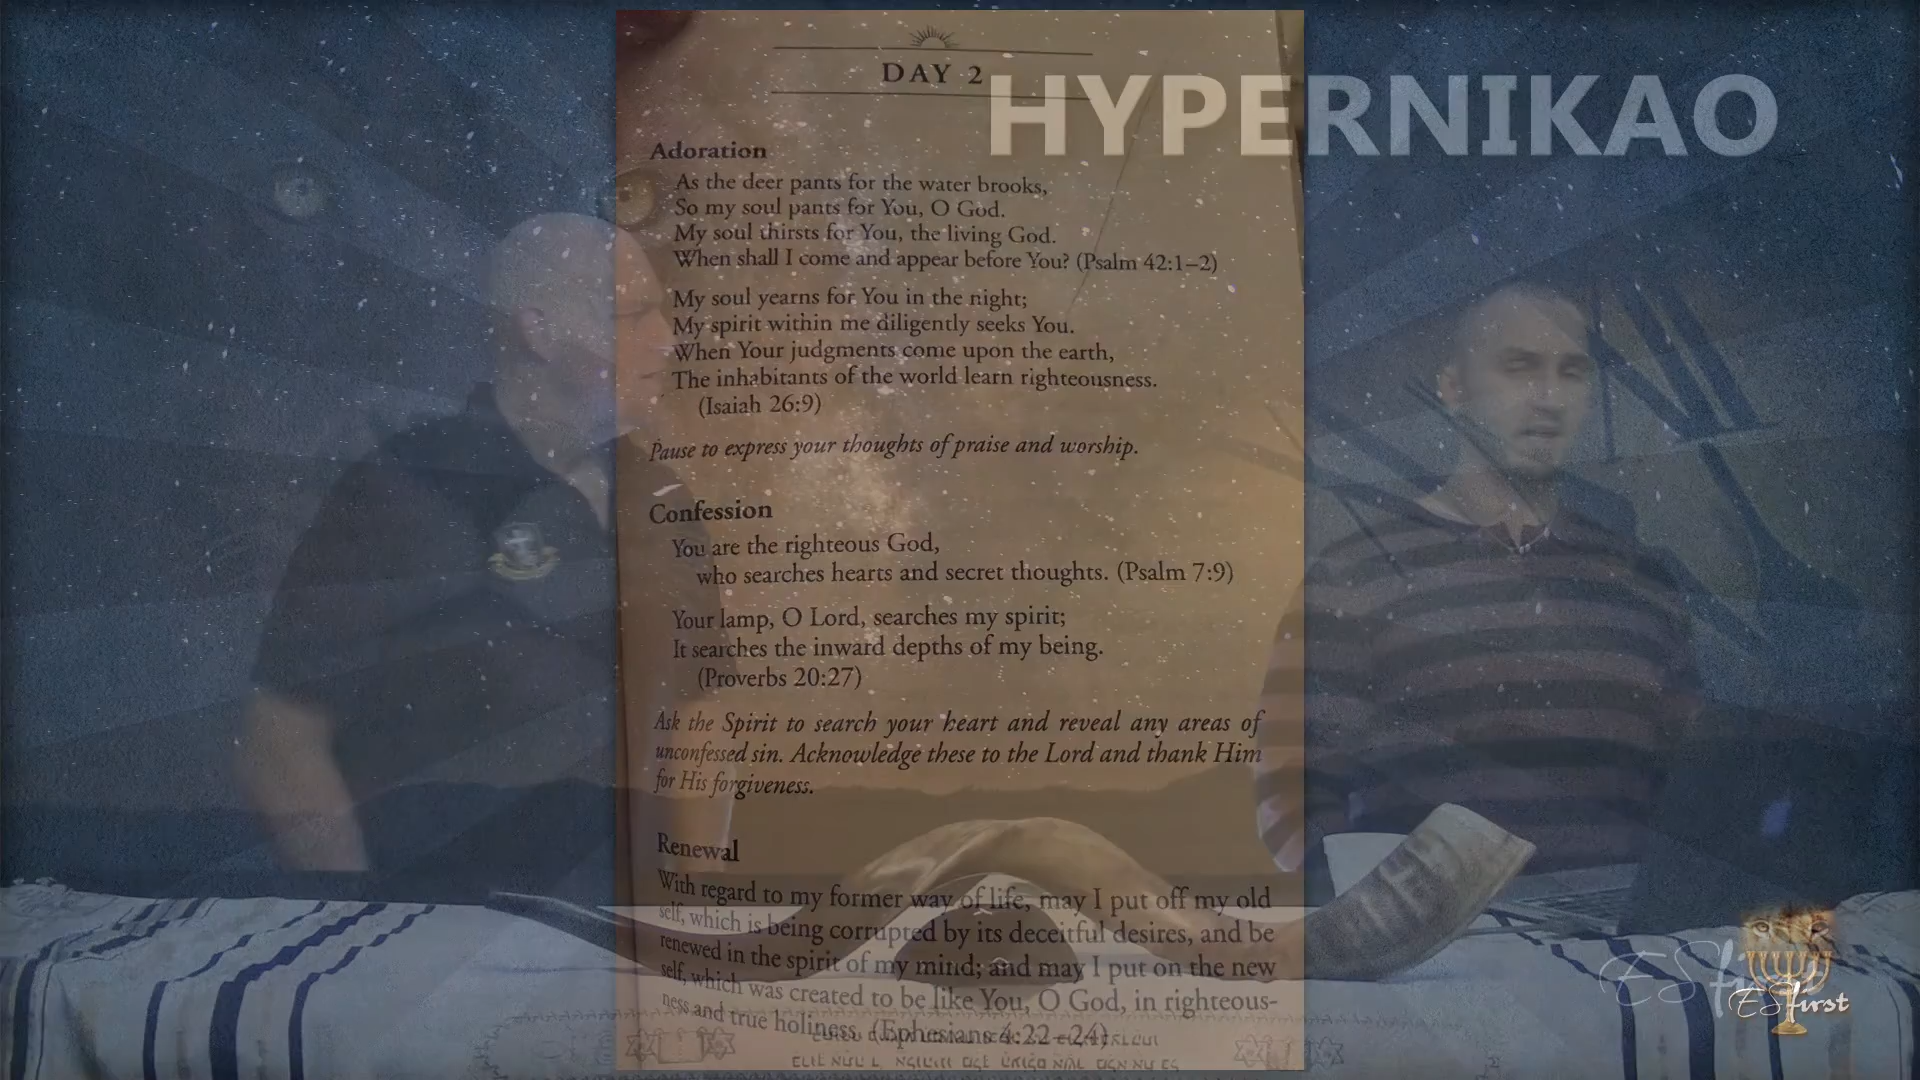 DAY 2
HYPERNIKAO
Adoration
As the deer pants for the water brooks,
So my soul pants for You, O God.
My soul thirsts for You, the living God.
When shall I come and appear before You? (Psalm 42:1–2)
My soul yearns for You in the night;
My spirit within me diligently seeks You.
When Your judgments come upon the earth,
The inhabitants of the world learn righteousness.
(Isaiah 26:9)
Pause to express your thoughts of praise and worship.
Confession
You are the righteous God,
who searches hearts and secret thoughts. (Psalm 7:9)
Your lamp, O Lord, searches my spirit;
It searches the inward depths of my being.
(Proverbs 20:27)
Ask the Spirit to search your heart and reveal any areas of
unconfessed sin. Acknowledge these to the Lord and thank Him
for His forgiveness.
Renewal
With regard to my former way of life, may I put off my old
self, which is being corrupted by its deceitful desires, and be
renewed in the spirit of my mind; and may I put on the new
self, which was created to be like You, O God, in righteous-
ness and true holiness. (Ephesians 4:22–24)
ESfirst